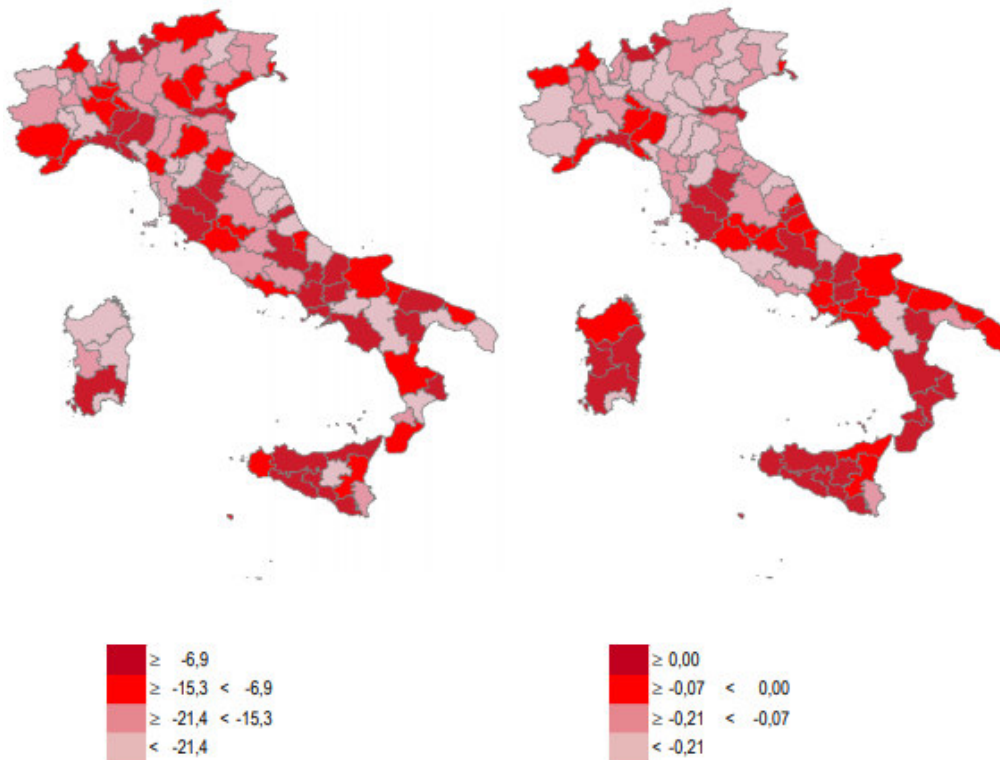 ≥ -6,9
≥ -15,3 < -6,9
≥ -21,4 < -15,3
< -21,4
≥ 0,00
≥ -0,07 < 0,00
≥ -0,21 < -0,07
< -0,21